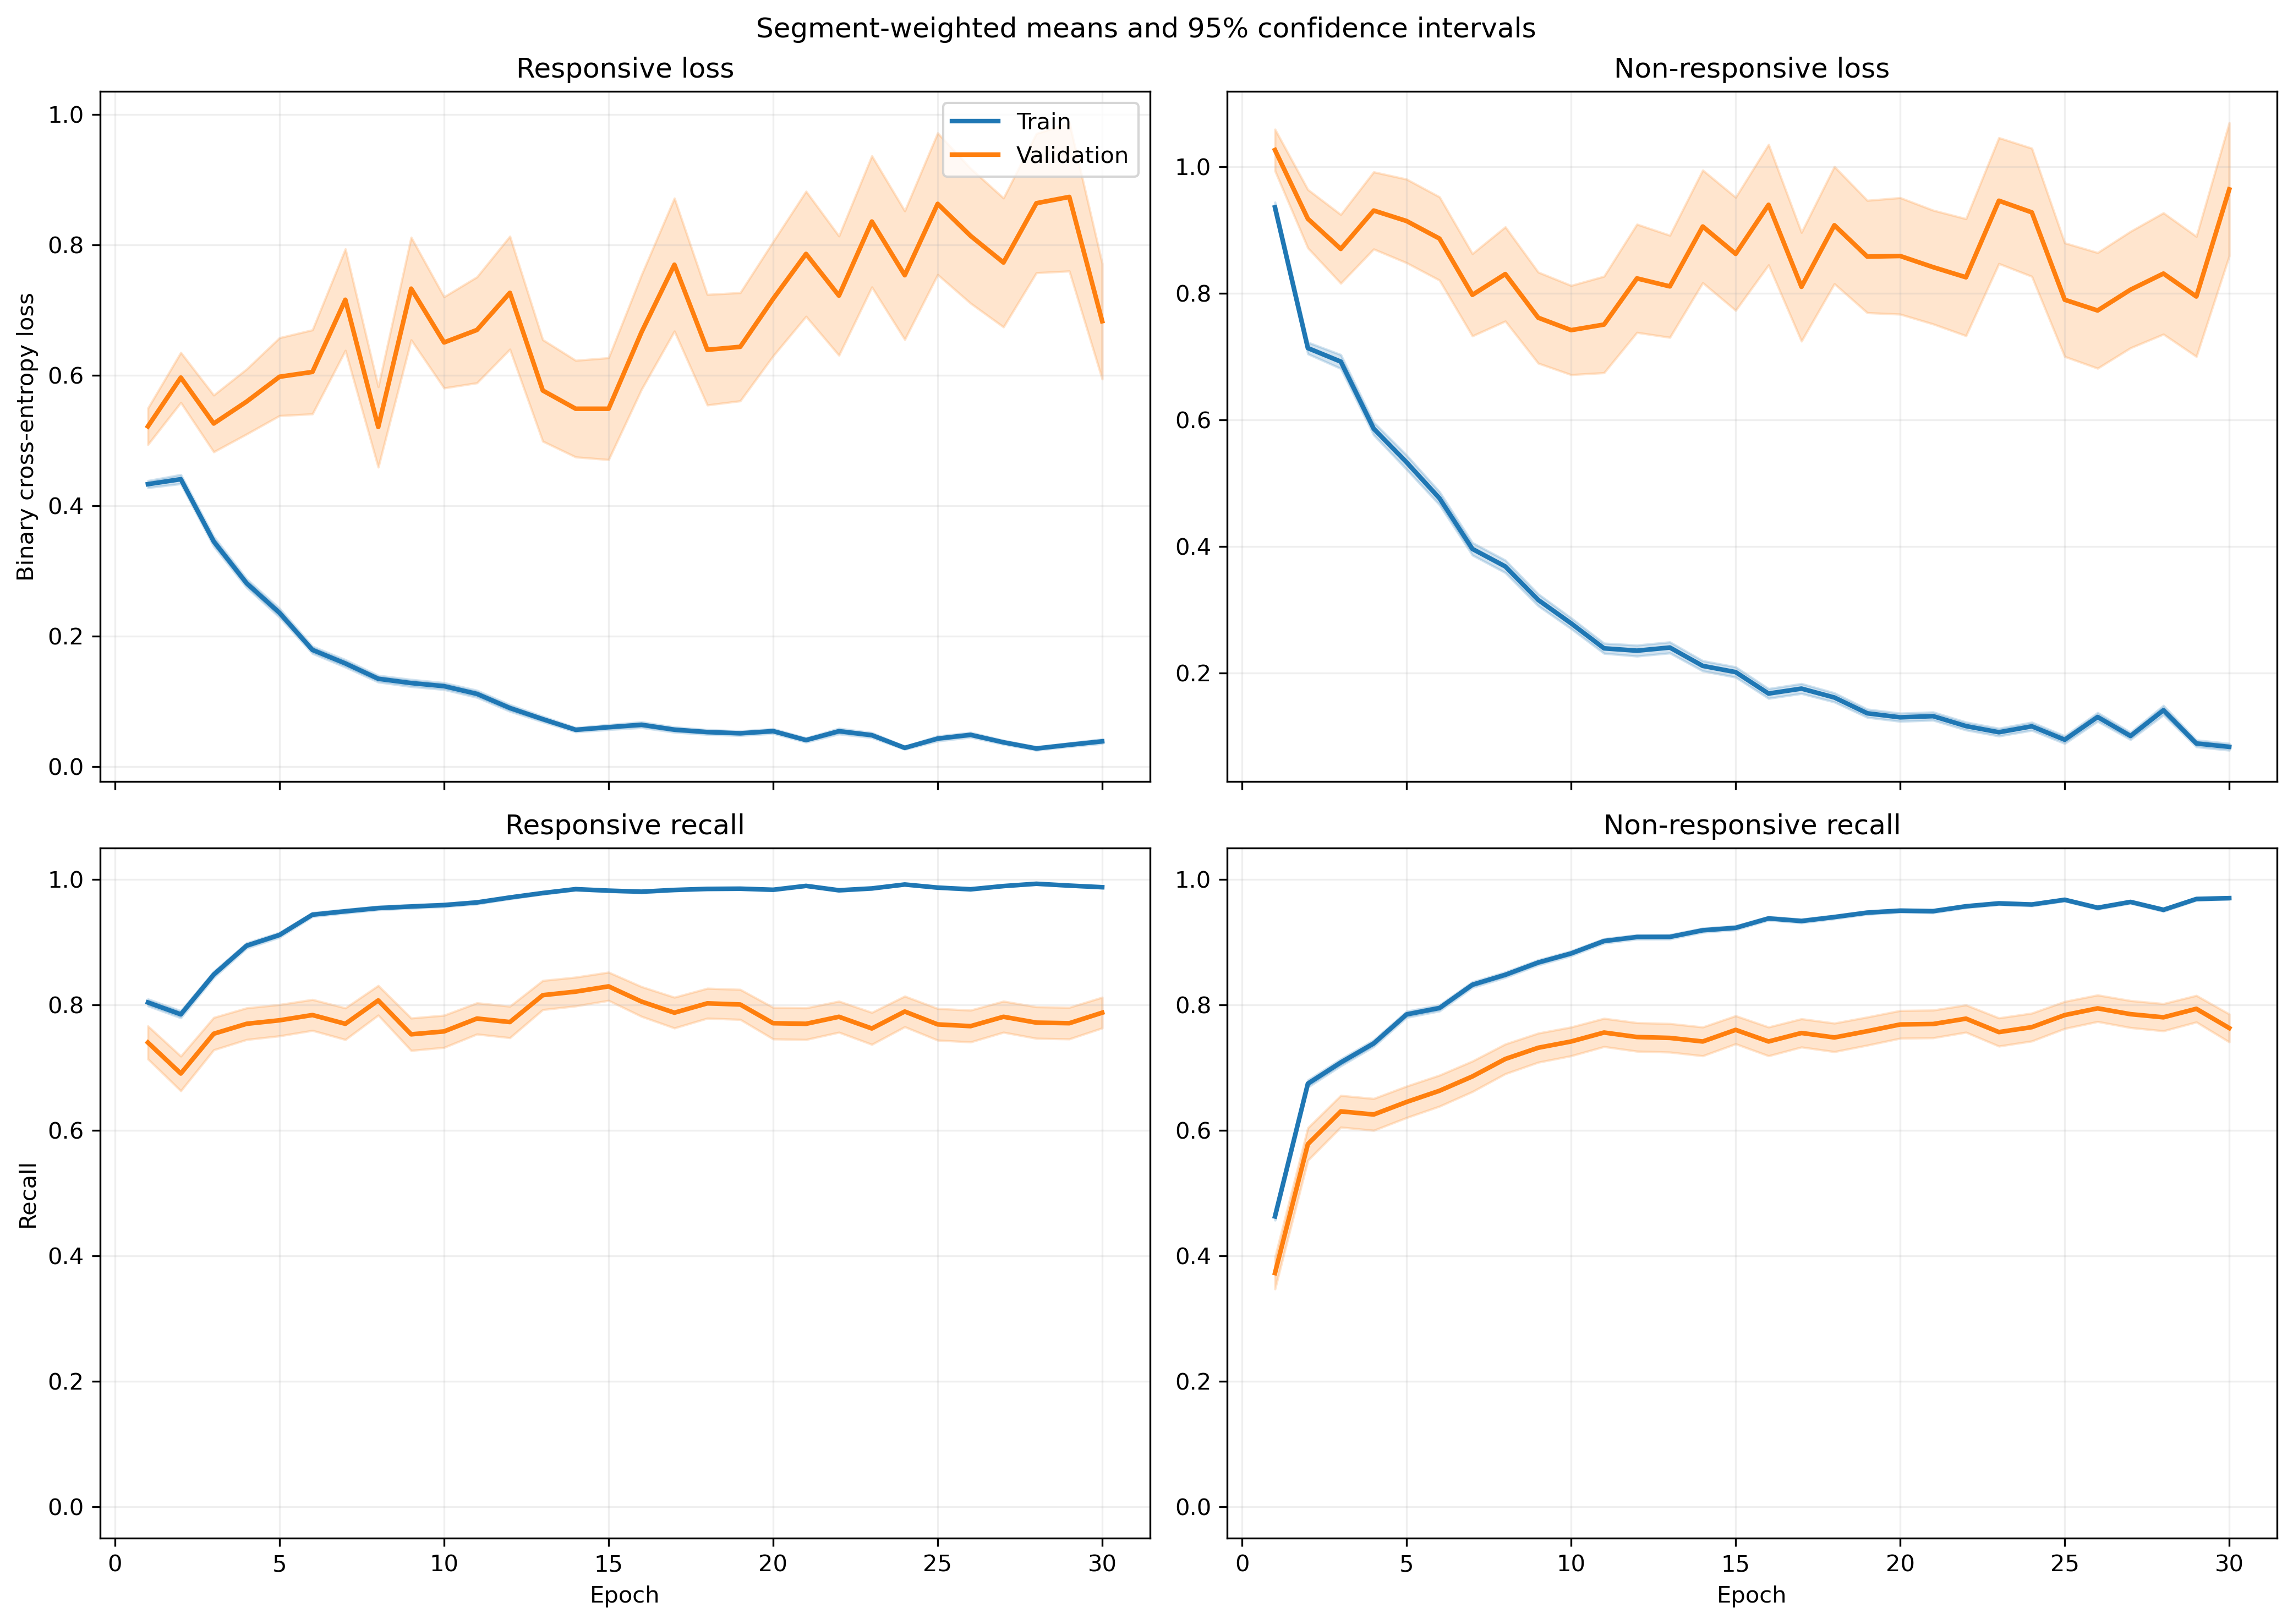 Segment-weighted means and 95% confidence intervals
Responsive loss
Non-responsive loss
Binary cross-entropy loss
1.0
0.8
0.6
0.4
0.2
0.0
Train
Validation
1.0
0.8
0.6
0.4
0.2
Responsive recall
Non-responsive recall
Recall
1.0
0.8
0.6
0.4
0.2
0.0
0 5 10 15 20 25 30
Epoch
1.0
0.8
0.6
0.4
0.2
0.0
0 5 10 15 20 25 30
Epoch